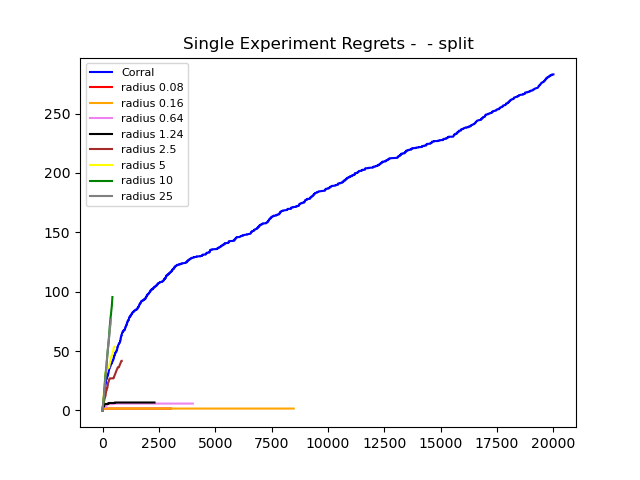 Single Experiment Regrets -  - split
Corral
radius 0.08
radius 0.16
radius 0.64
radius 1.24
radius 2.5
radius 5
radius 10
radius 25
250
200
150
100
50
0
0 2500 5000 7500 10000 12500 15000 17500 20000